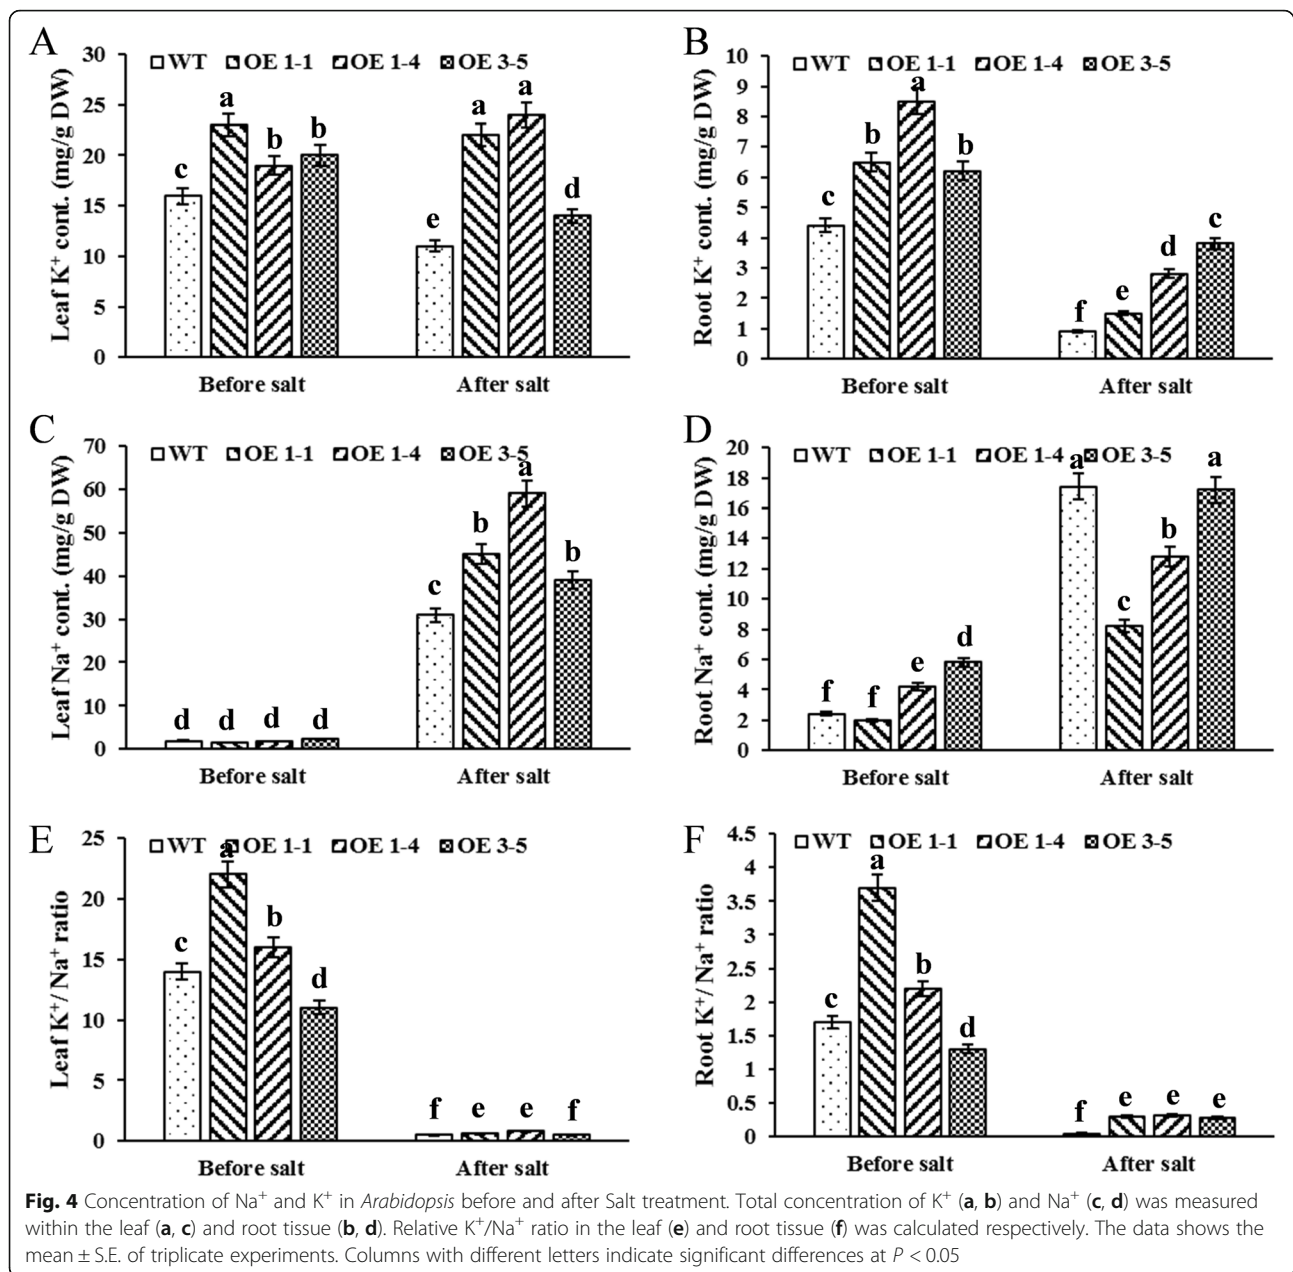 A
30
WT OE 1-1 OE 1-4 OE 3-5
25
20
15
10
5
0
Leaf K+ cont. (mg/g DW)
c a b b e a a d
Before salt After salt
B
10
WT OE 1-1 OE 1-4 OE 3-5
9
8
7
6
5
4
3
2
1
0
Root K+ cont. (mg/g DW)
c b a b f e d c
Before salt After salt
C
70
WT OE 1-1 OE 1-4 OE 3-5
60
50
40
30
20
10
0
Leaf Na+ cont. (mg/g DW)
d d d d c b a b
Before salt After salt
D
20
WT OE 1-1 OE 1-4 OE 3-5
18
16
14
12
10
8
6
4
2
0
Root Na+ cont. (mg/g DW)
f f e d a c b a
Before salt After salt
E
25
WT OE 1-1 OE 1-4 OE 3-5
20
15
10
5
0
Leaf K+/ Na+ ratio
c a b d f e e f
Before salt After salt
F
4.5
WT OE 1-1 OE 1-4 OE 3-5
4
3.5
3
2.5
2
1.5
1
0.5
0
Root K+/ Na+ ratio
c a b d f e e e
Before salt After salt
Fig. 4 Concentration of Na+ and K+ in Arabidopsis before and after Salt treatment. Total concentration of K+ (a, b) and Na+ (c, d) was measured
within the leaf (a, c) and root tissue (b, d). Relative K+/Na+ ratio in the leaf (e) and root tissue (f) was calculated respectively. The data shows the
mean ± S.E. of triplicate experiments. Columns with different letters indicate significant differences at P < 0.05